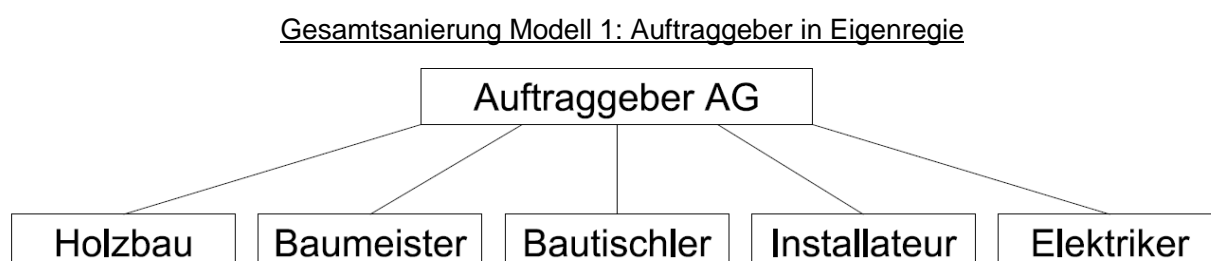 Gesamtsanierung Modell 1: Auftraggeber in Eigenregie
Auftraggeber AG
Holzbau Baumeister Bautischler Installateur Elektriker